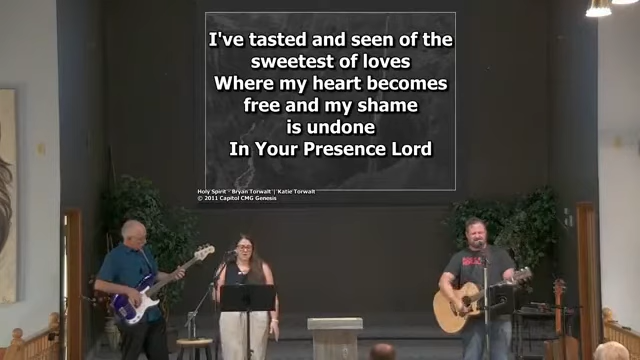 I've tasted and seen of the
sweetest of loves
Where my heart becomes
free and my shame
is undone
In Your Presence Lord
Holy Spirit - Bryan Torwalt | Katie Torwalt
© 2011 Capitol CMG Genesis